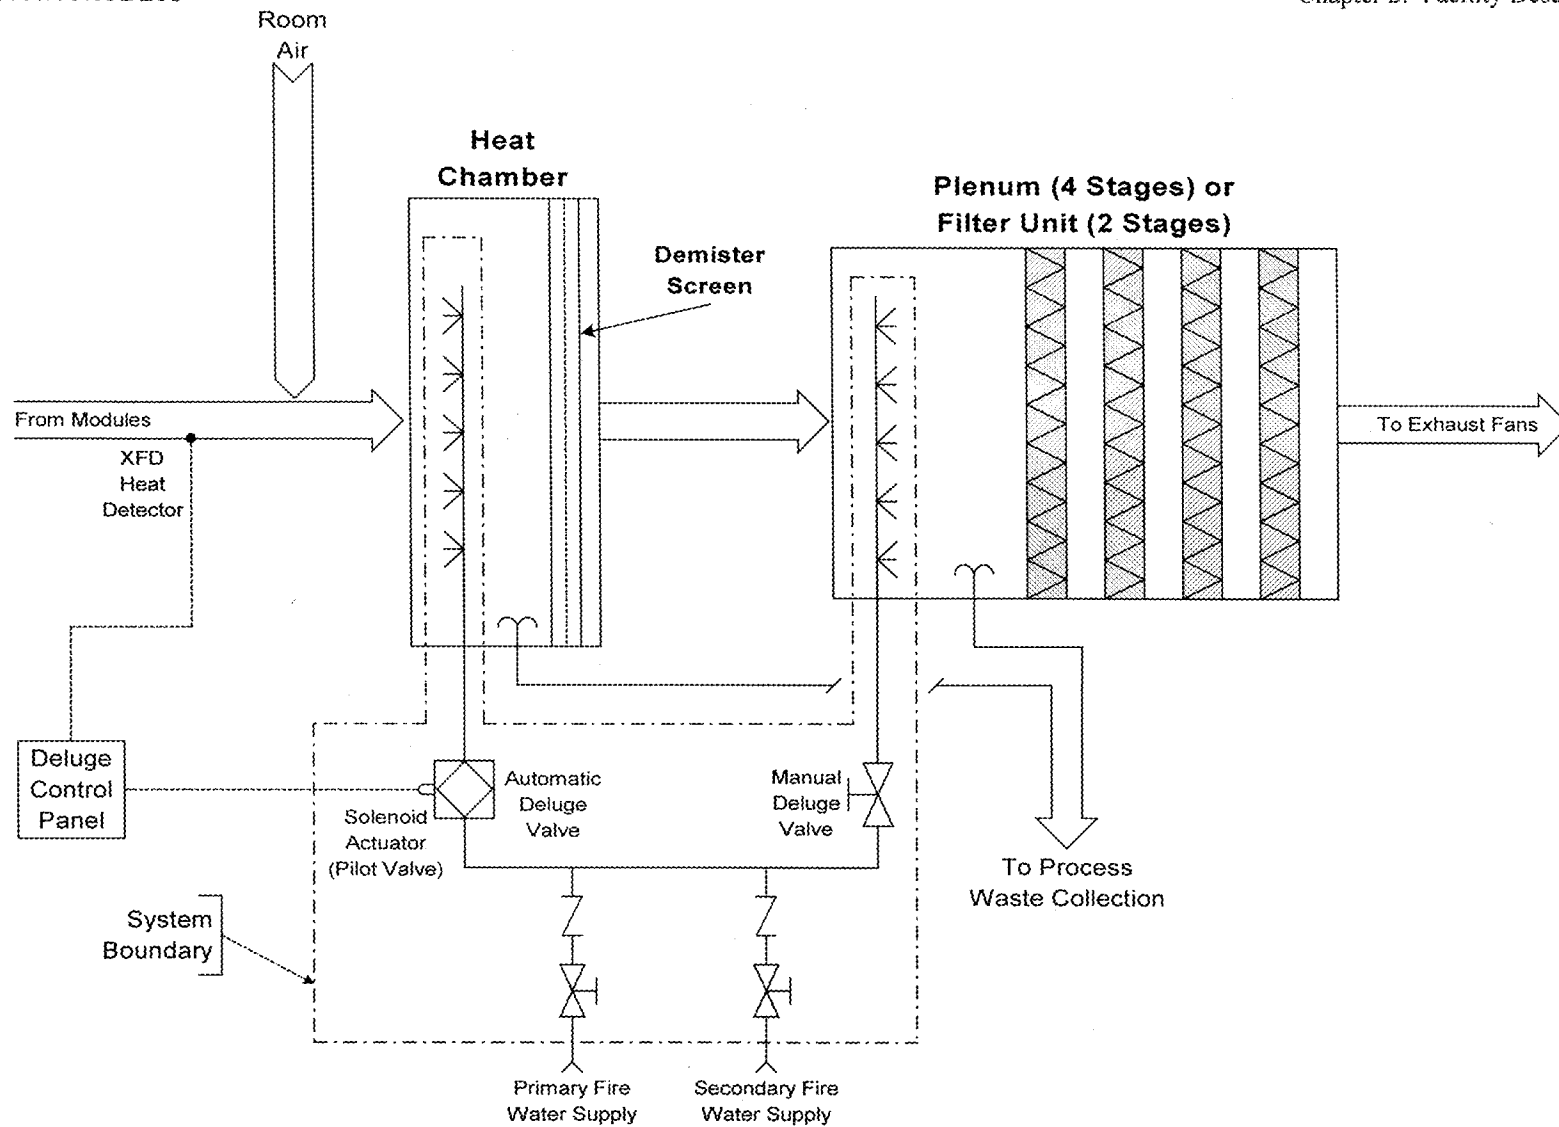 Room
Air
Heat
Chamber
Plenum (4 Stages) or
Filter Unit (2 Stages)
Demister
Screen
From Modules
To Exhaust Fans
XFD
Heat
Detector
Deluge
Control
Panel
Solenoid
Actuator
(Pilot Valve)
Automatic
Deluge
Valve
Manual
Deluge
Valve
To Process
Waste Collection
System
Boundary
Primary Fire
Water Supply
Secondary Fire
Water Supply